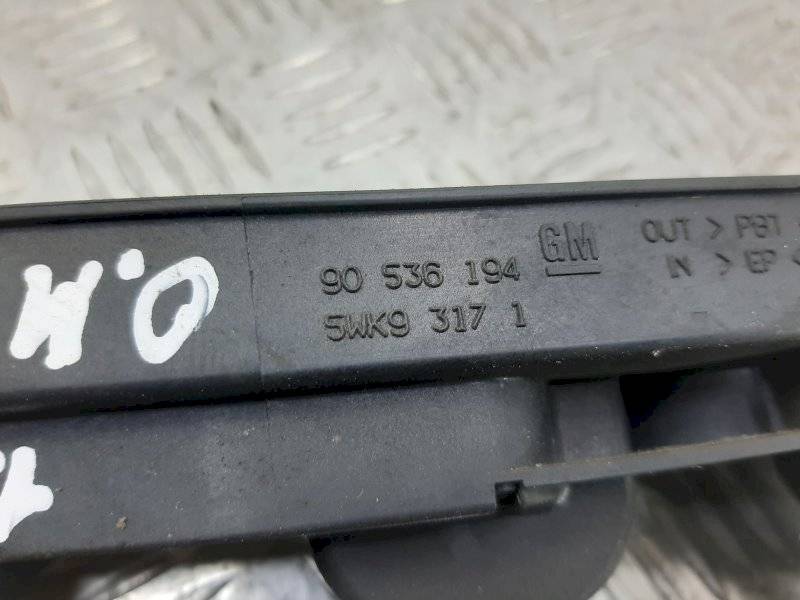 90 536 194 GM OUT > PBT
5WK9 317 1 IN > EP <
O.M